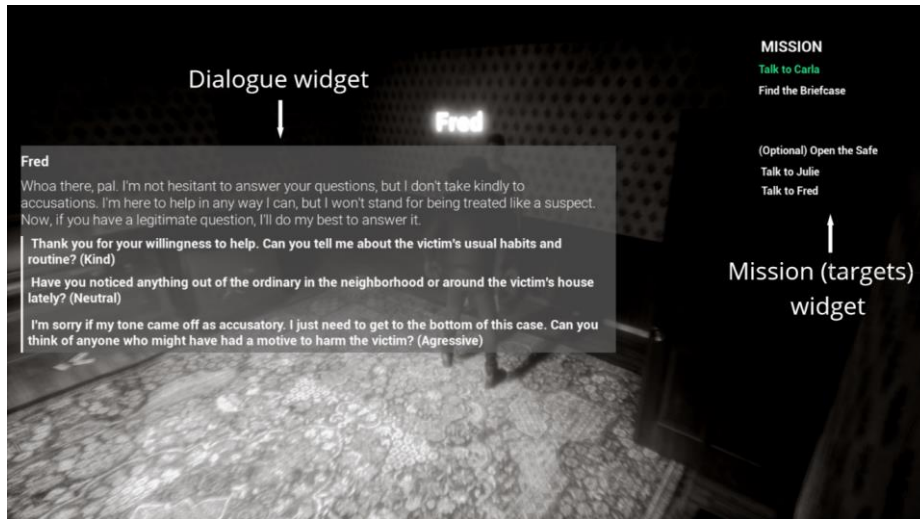 Dialogue widget
Fred
Fred
Whoa there, pal. I'm not hesitant to answer your questions, but I don't take kindly to
accusations. I'm here to help in any way I can, but I won't stand for being treated like a suspect.
Now, if you have a legitimate question, I'll do my best to answer it.
Thank you for your willingness to help. Can you tell me about the victim's usual habits and
routine? (Kind)
Have you noticed anything out of the ordinary in the neighborhood or around the victim's house
lately? (Neutral)
I'm sorry if my tone came off as accusatory. I just need to get to the bottom of this case. Can you
think of anyone who might have had a motive to harm the victim? (Agressive)
MISSION
Talk to Carla
Find the Briefcase
(Optional) Open the Safe
Talk to Julie
Talk to Fred
Mission (targets)
widget